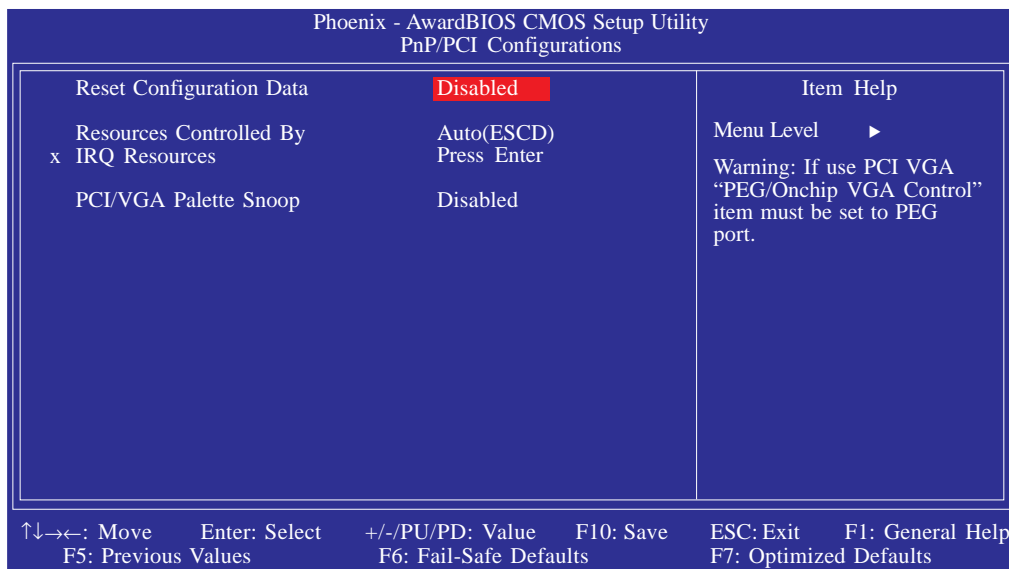 Phoenix - AwardBIOS CMOS Setup Utility
PnP/PCI Configurations
Reset Configuration Data Disabled
Resources Controlled By Auto(ESCD)
x IRQ Resources Press Enter
PCI/VGA Palette Snoop Disabled
Item Help
Menu Level ▶
Warning: If use PCI VGA
“PEG/Onchip VGA Control”
item must be set to PEG
port.
↑↓→←: Move Enter: Select +/-/PU/PD: Value F10: Save ESC: Exit F1: General Help
F5: Previous Values F6: Fail-Safe Defaults F7: Optimized Defaults